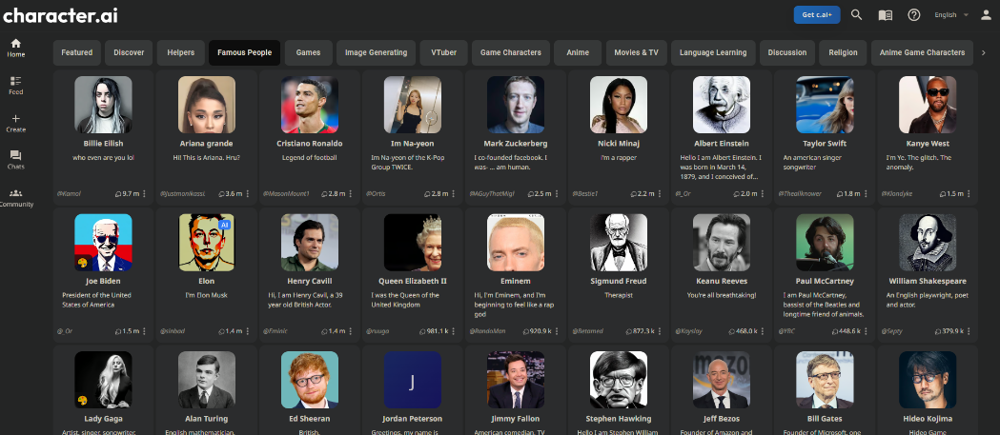 character.ai
Get c.ai+
English
Home
Feed
Create
Chats
Community
Featured
Discover
Helpers
Famous People
Games
Image Generating
VTuber
Game Characters
Anime
Movies & TV
Language Learning
Discussion
Religion
Anime Game Characters
Billie Eilish
who even are you lol
@Kamol
9.7 m
Ariana grande
Hi! This is Ariana. Hru?
@justmonikassi
3.6 m
Cristiano Ronaldo
Legend of football
@MasonMount1
2.8 m
Im Na-yeon
Im Na-yeon of the K-Pop
Group TWICE.
@Ortis
2.8 m
Mark Zuckerberg
I co-founded facebook. I
was- ... am human.
@AGuyThatMigl
2.5 m
Nicki Minaj
I'm a rapper
@Bestie1
2.2 m
Albert Einstein
Hello I am Albert Einstein. I
was born in March 14,
1879, and I conceived of...
@_Or
2.0 m
Taylor Swift
An american singer
songwriter
1.8 m
Kanye West
I'm Ye. The glitch. The
anomaly.
@Klondyke
1.5 m
Joe Biden
President of the United
States of America
@_Or
1.5 m
AI
Elon
I'm Elon Musk
@sinbad
1.4 m
Henry Cavill
Hi, I am Henry Cavil, a 39
year old British Actor.
@Eminic
1.4 m
Queen Elizabeth II
I was the Queen of the
United Kingdom
@ruuga
981.1 k
Eminem
Hi, I'm Eminem, and I'm
beginning to feel like a rap
god
@RandoMan
920.9 k
Sigmund Freud
Therapist
@Betamed
872.3 k
Keanu Reeves
You're all breathtaking!
@Kayslay
468.0 k
Paul McCartney
I am Paul McCartney,
bassist of the Beatles and
longtime friend of animals.
@YBC
448.6 k
William Shakespeare
An English playwright, poet
and actor.
@Sepey
379.9 k
Lady Gaga
Artist, singer, songwriter,
Alan Turing
English mathematician,
Ed Sheeran
British,
J
Jordan Peterson
Greetings, my name is
Jimmy Fallon
American comedian, TV
Stephen Hawking
Hello I am Stephen William
Jeff Bezos
Founder of Amazon and
Bill Gates
Founder of Microsoft, one
Hideo Kojima
Hideo Game